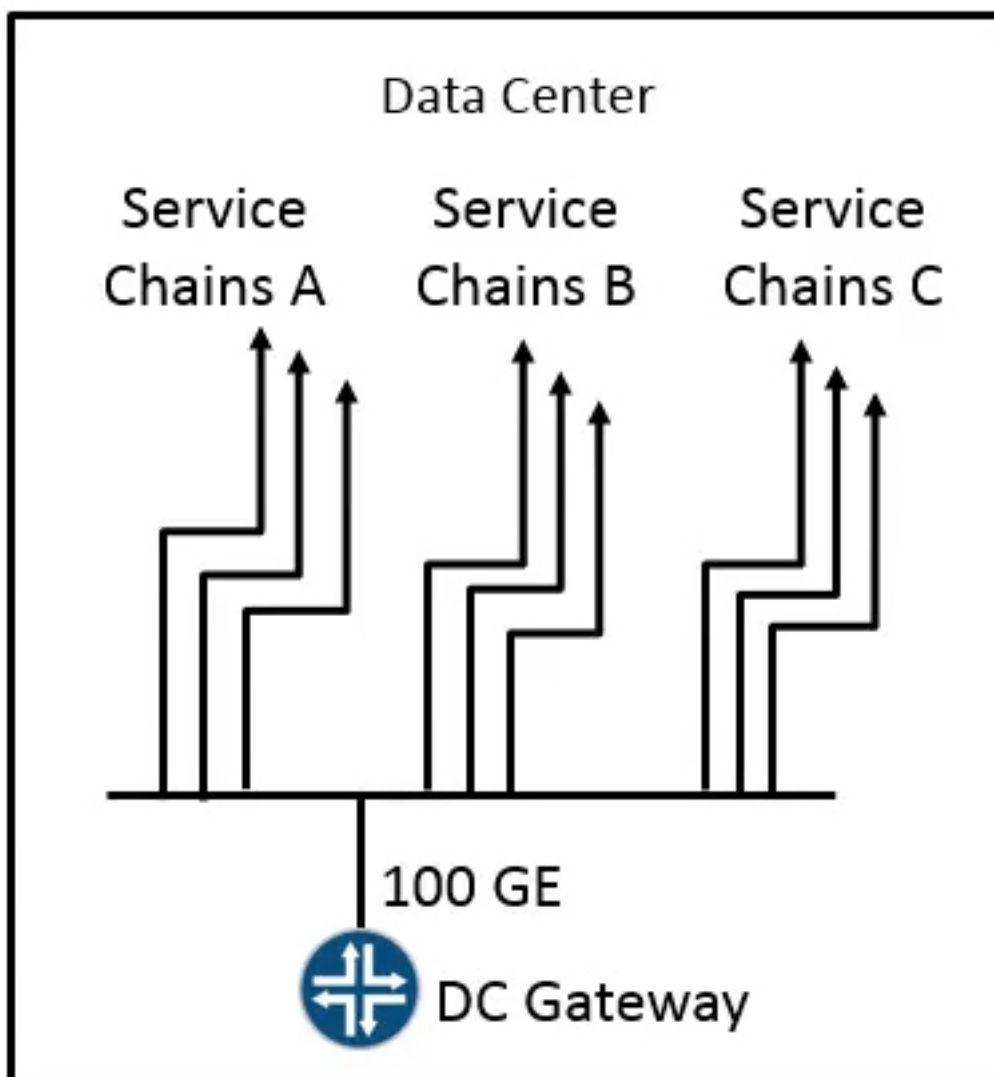 Data Center
Service
Chains A
Service
Chains B
Service
Chains C
100 GE
DC Gateway